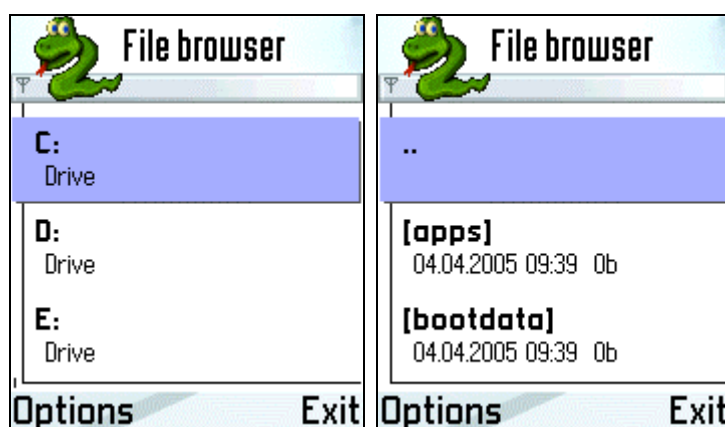 File browser
C:
Drive
D:
Drive
E:
Drive
Options Exit
File browser
..
[apps]
04.04.2005 09:39 0b
[bootdata]
04.04.2005 09:39 0b
Options Exit